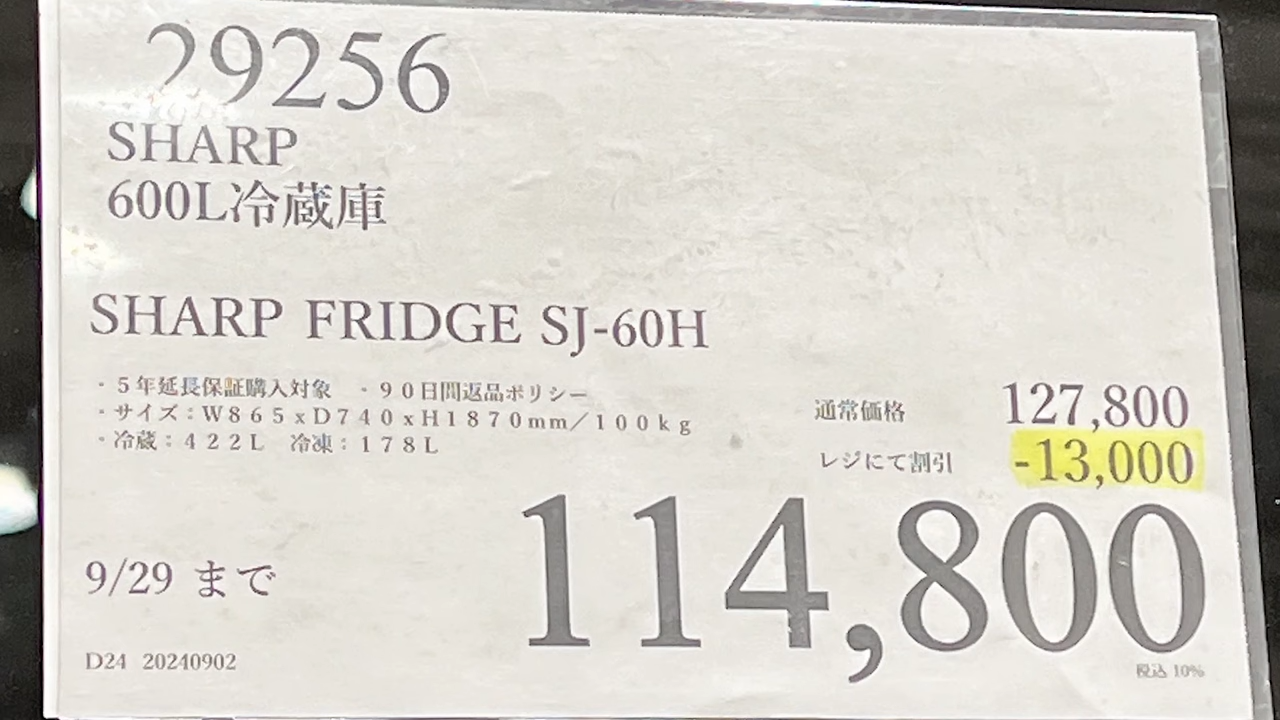 29256
SHARP
600L冷蔵庫
SHARP FRIDGE SJ-60H
・５年延長保証購入対象　・９０日間返品ポリシー
・サイズ：Ｗ８６５ｘＤ７４０ｘＨ１８７０ｍｍ／１００ｋｇ
・冷蔵：４２２Ｌ　冷凍：１７８Ｌ
通常価格 127,800
レジにて割引 -13,000
114,800
9/29 まで
D24 20240902
税込 10%